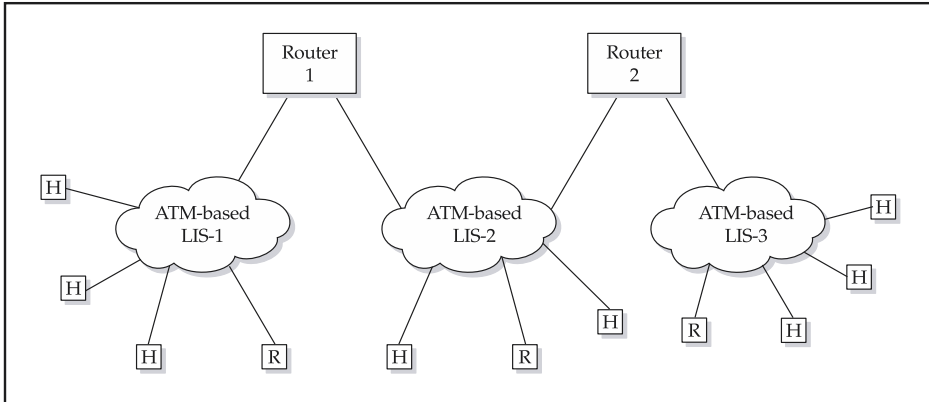 Router
1
Router
2
H
ATM-based
LIS-1
ATM-based
LIS-2
ATM-based
LIS-3
H
H
H
H
H
R
H
R
R
H
H